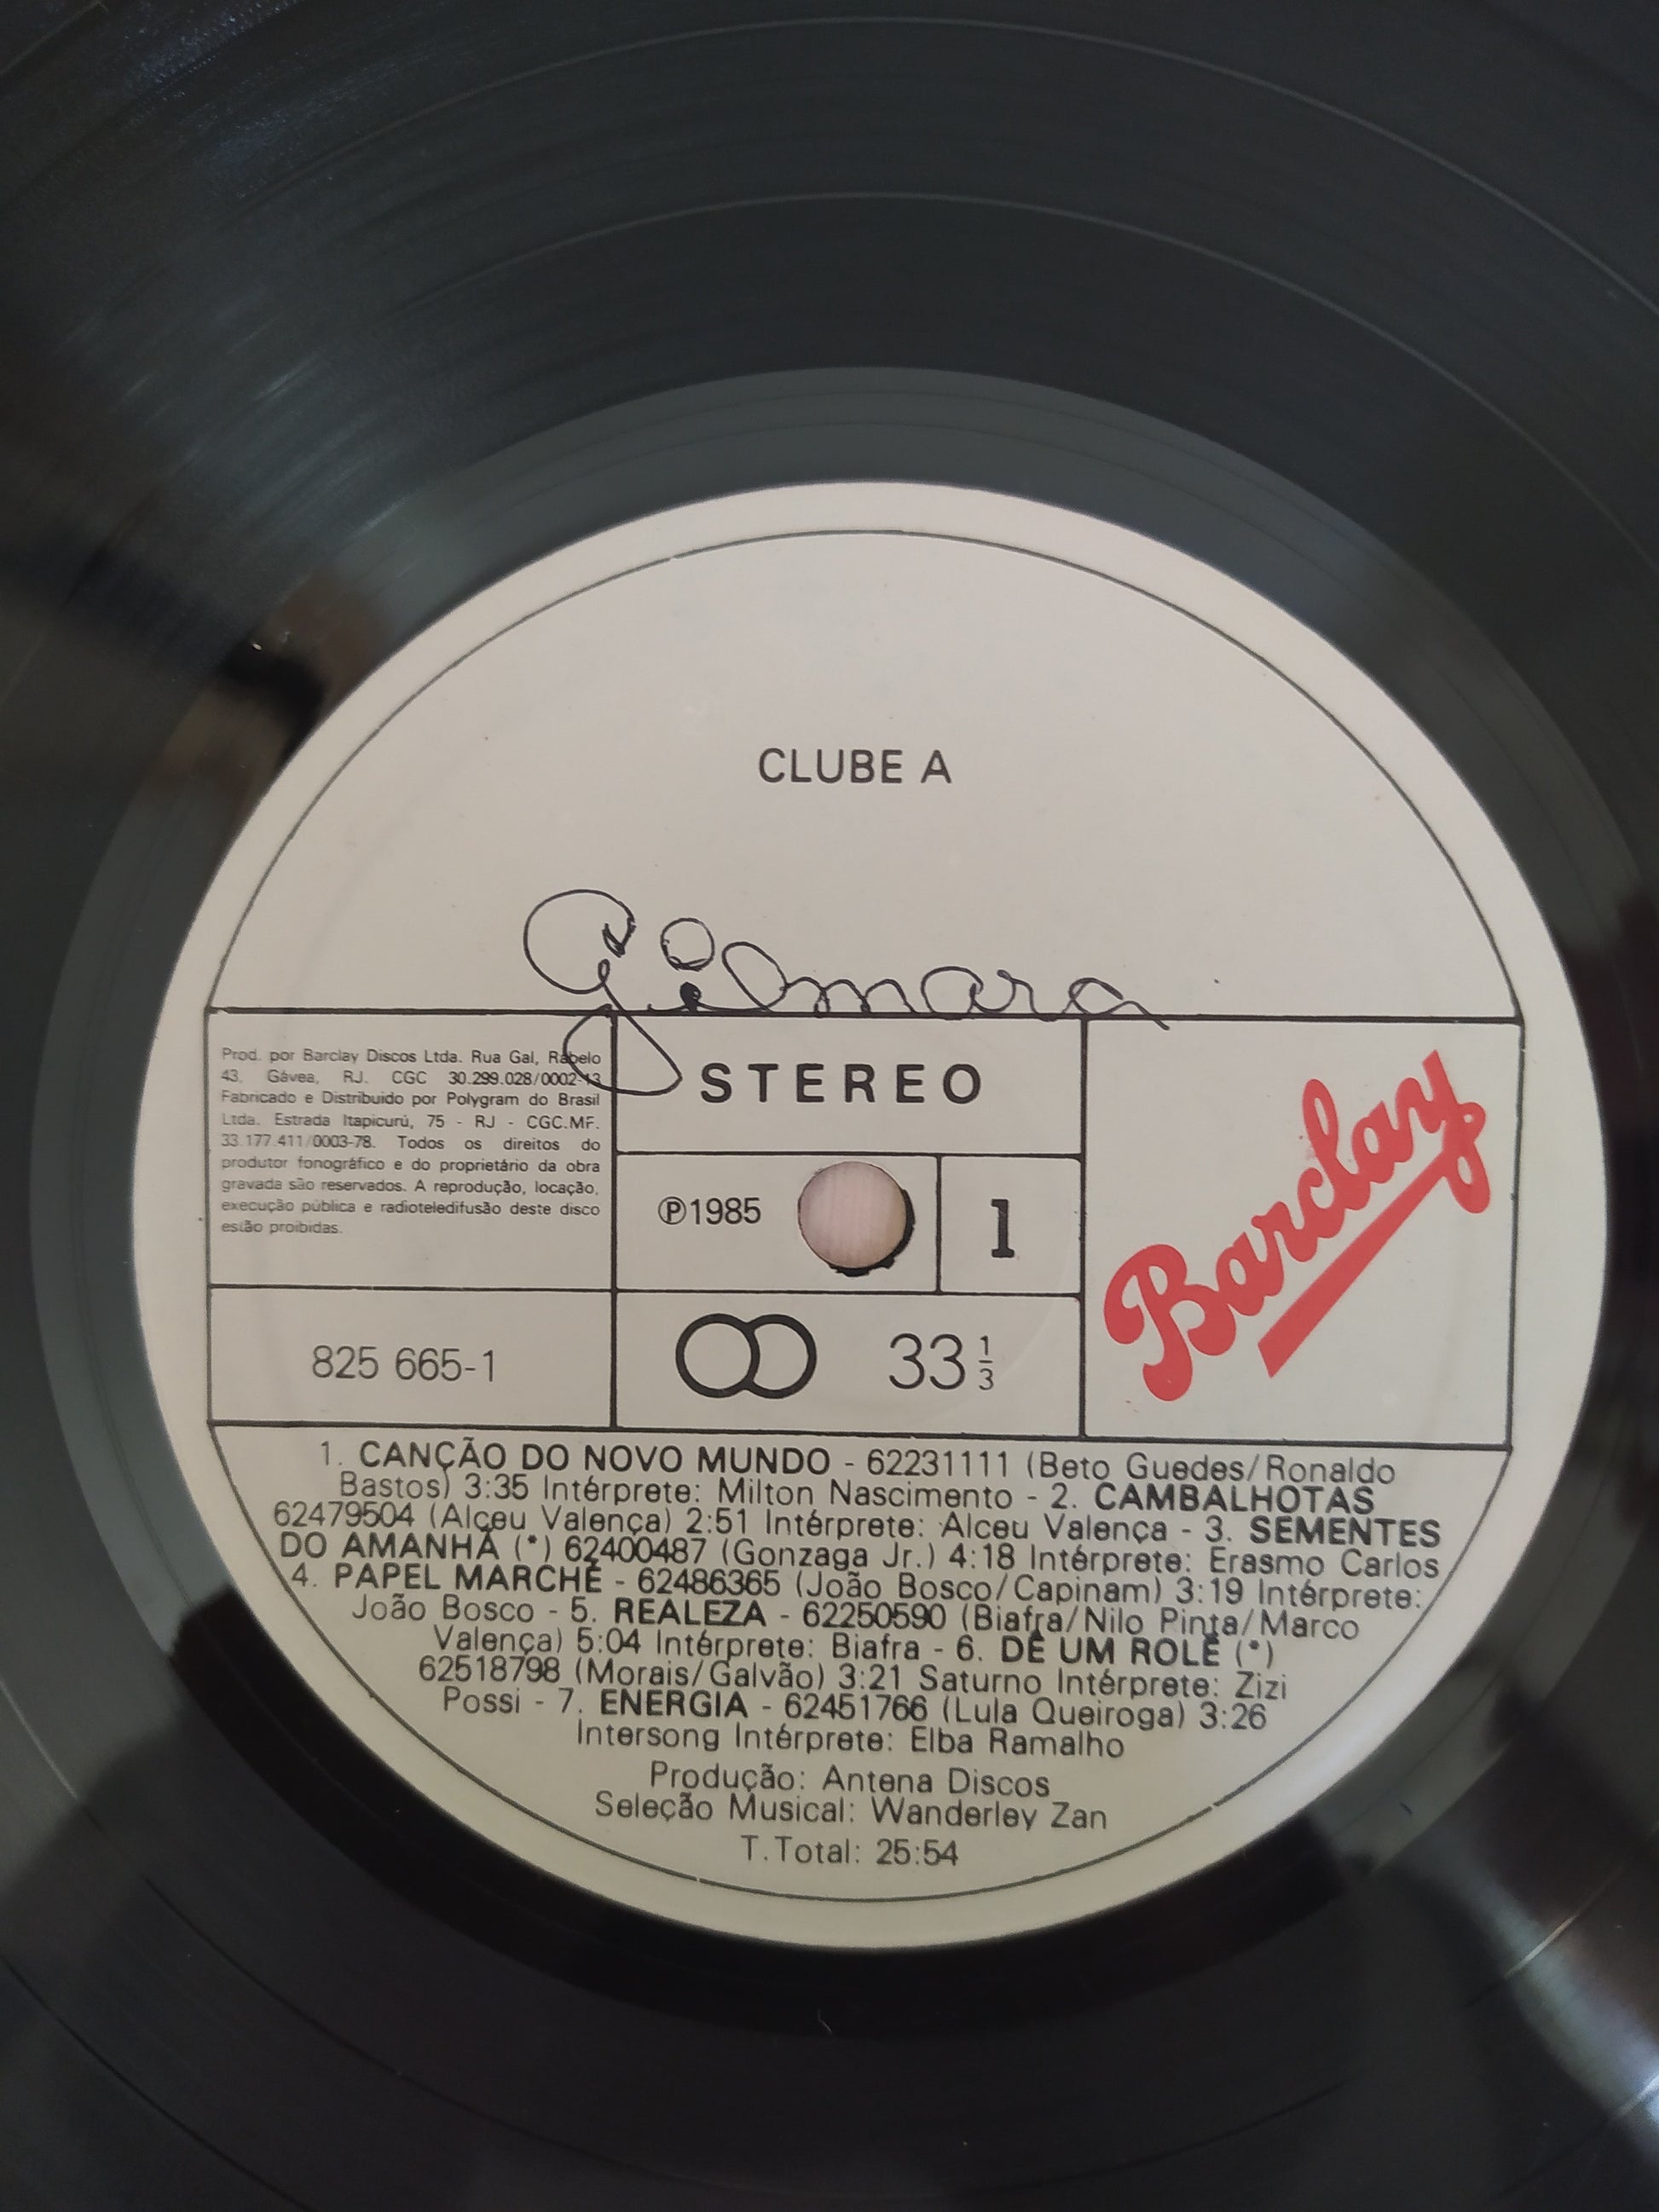 CLUBE A
Gilmara
Prod. por Barclay Discos Ltda. Rua Gal, Rabelo
43, Gávea, RJ. CGC 30.299.028/0002-13
Fabricado e Distribuido por Polygram do Brasil
Ltda. Estrada Itapicurú, 75 - RJ - CGC.MF.
33.177.411/0003-78. Todos os direitos do
produtor fonográfico e do proprietário da obra
gravada são reservados. A reprodução, locação,
execução pública e radioteledifusão deste disco
estão proibidas.
STEREO
Ⓟ1985
1
Barclay
825 665-1
33 1/3
1. CANÇÃO DO NOVO MUNDO - 62231111 (Beto Guedes/Ronaldo
Bastos) 3:35 Intérprete: Milton Nascimento - 2. CAMBALHOTAS
62479504 (Alceu Valença) 2:51 Intérprete: Alceu Valença - 3. SEMENTES
DO AMANHÃ (*) 62400487 (Gonzaga Jr.) 4:18 Intérprete: Erasmo Carlos
4. PAPEL MARCHÊ - 62486365 (João Bosco/Capinam) 3:19 Intérprete:
João Bosco - 5. REALEZA - 62250590 (Biafra/Nilo Pinta/Marco
Valença) 5:04 Intérprete: Biafra - 6. DÊ UM ROLÊ (*)
62518798 (Morais/Galvão) 3:21 Saturno Intérprete: Zizi
Possi - 7. ENERGIA - 62451766 (Lula Queiroga) 3:26
Intersong Intérprete: Elba Ramalho
Produção: Antena Discos
Seleção Musical: Wanderley Zan
T.Total: 25:54